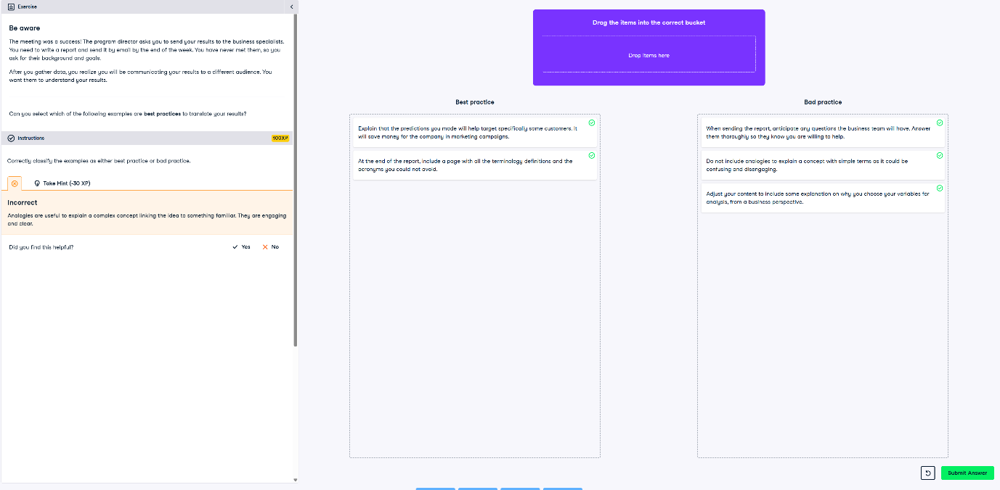 Exercise
Be aware
The meeting was a success! The program director asks you to send your results to the business specialists.
You need to write a report and send it by email by the end of the week. You have never met them, so you
ask for their background and goals.
After you gather data, you realize you will be communicating your results to a different audience. You
want them to understand your results.
Can you select which of the following examples are best practices to translate your results?
Instructions
100XP
Correctly classify the examples as either best practice or bad practice.
Take Hint (-30 XP)
Incorrect
Analogies are useful to explain a complex concept linking the idea to something familiar. They are engaging
and clear.
Did you find this helpful?
Yes
No
Drag the items into the correct bucket
Drop items here
Best practice
Explain that the predictions you made will help target specifically some customers. It
will save money for the company in marketing campaigns.
At the end of the report, include a page with all the terminology definitions and the
acronyms you could not avoid.
Bad practice
When sending the report, anticipate any questions the business team will have. Answer
them thoroughly so they know you are willing to help.
Do not include analogies to explain a concept with simple terms as it could be
confusing and disengaging.
Adjust your content to include some explanation on why you choose your variables for
analysis, from a business perspective.
Submit Answer